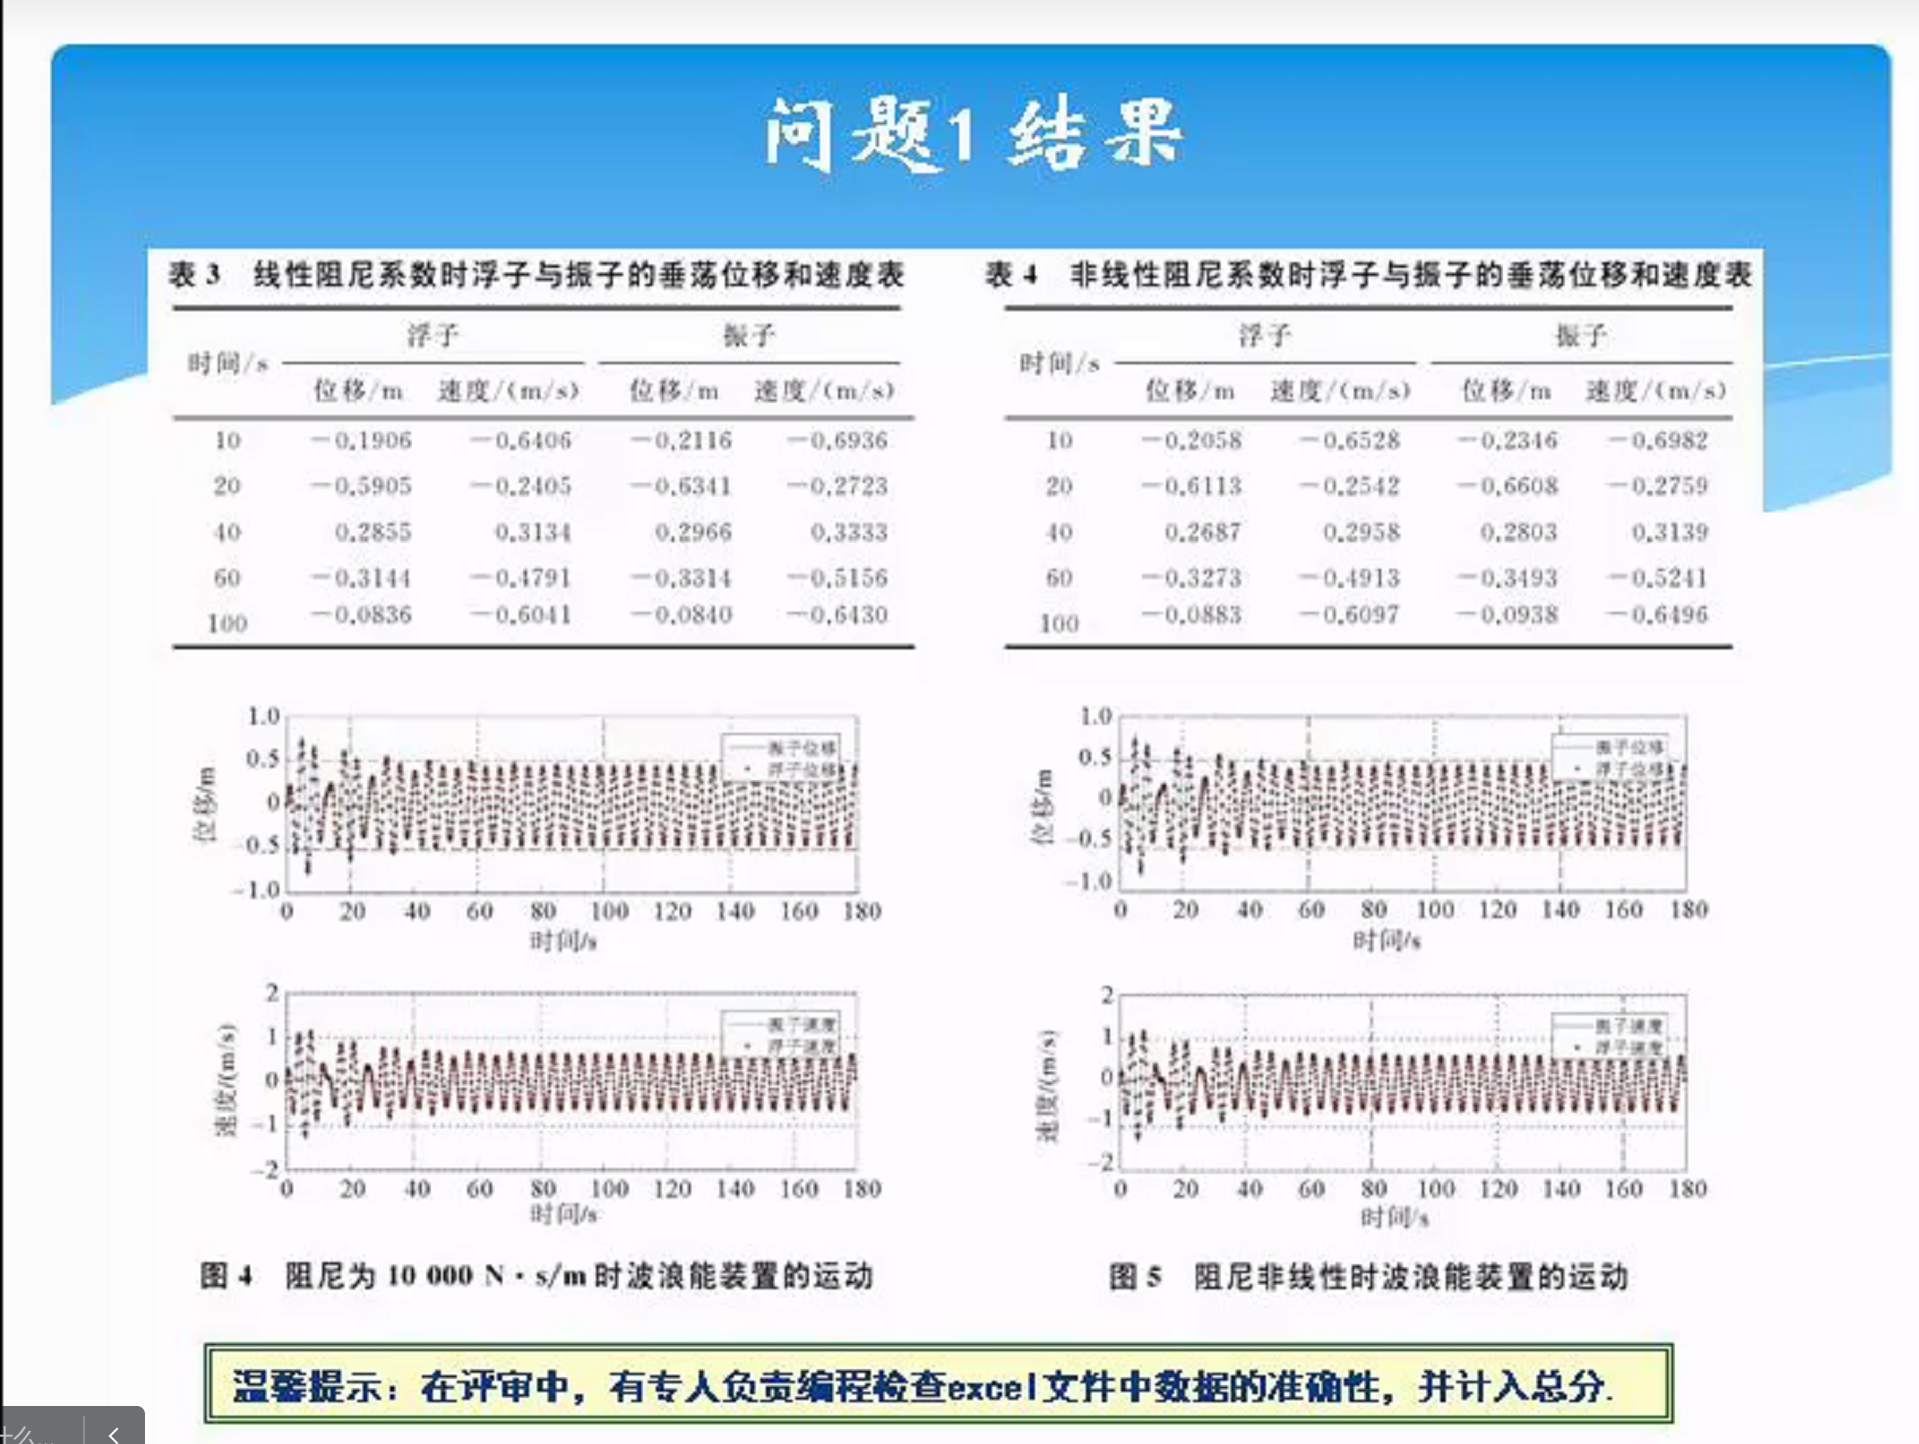 问题1 结果
表 3 线性阻尼系数时浮子与振子的垂荡位移和速度表
时间/s 浮子 振子
位移/m 速度/(m/s) 位移/m 速度/(m/s)
10 −0.1906 −0.6406 −0.2116 −0.6936
20 −0.5905 −0.2405 −0.6341 −0.2723
40 0.2855 0.3134 0.2966 0.3333
60 −0.3144 −0.4791 −0.3314 −0.5156
100 −0.0836 −0.6041 −0.0840 −0.6430
表 4 非线性阻尼系数时浮子与振子的垂荡位移和速度表
时间/s 浮子 振子
位移/m 速度/(m/s) 位移/m 速度/(m/s)
10 −0.2058 −0.6528 −0.2346 −0.6982
20 −0.6113 −0.2542 −0.6608 −0.2759
40 0.2687 0.2958 0.2803 0.3139
60 −0.3273 −0.4913 −0.3493 −0.5241
100 −0.0883 −0.6097 −0.0938 −0.6496
位移/m
1.0
0.5
0
−0.5
−1.0
振子位移
浮子位移
0 20 40 60 80 100 120 140 160 180
时间/s
速度/(m/s)
2
1
0
−1
−2
振子速度
浮子速度
0 20 40 60 80 100 120 140 160 180
时间/s
图 4 阻尼为 10 000 N·s/m 时波浪能装置的运动
位移/m
1.0
0.5
0
−0.5
−1.0
振子位移
浮子位移
0 20 40 60 80 100 120 140 160 180
时间/s
速度/(m/s)
2
1
0
−1
−2
振子速度
浮子速度
0 20 40 60 80 100 120 140 160 180
时间/s
图 5 阻尼非线性时波浪能装置的运动
温馨提示：在评审中，有专人负责编程检查excel文件中数据的准确性，并计入总分.
什么...